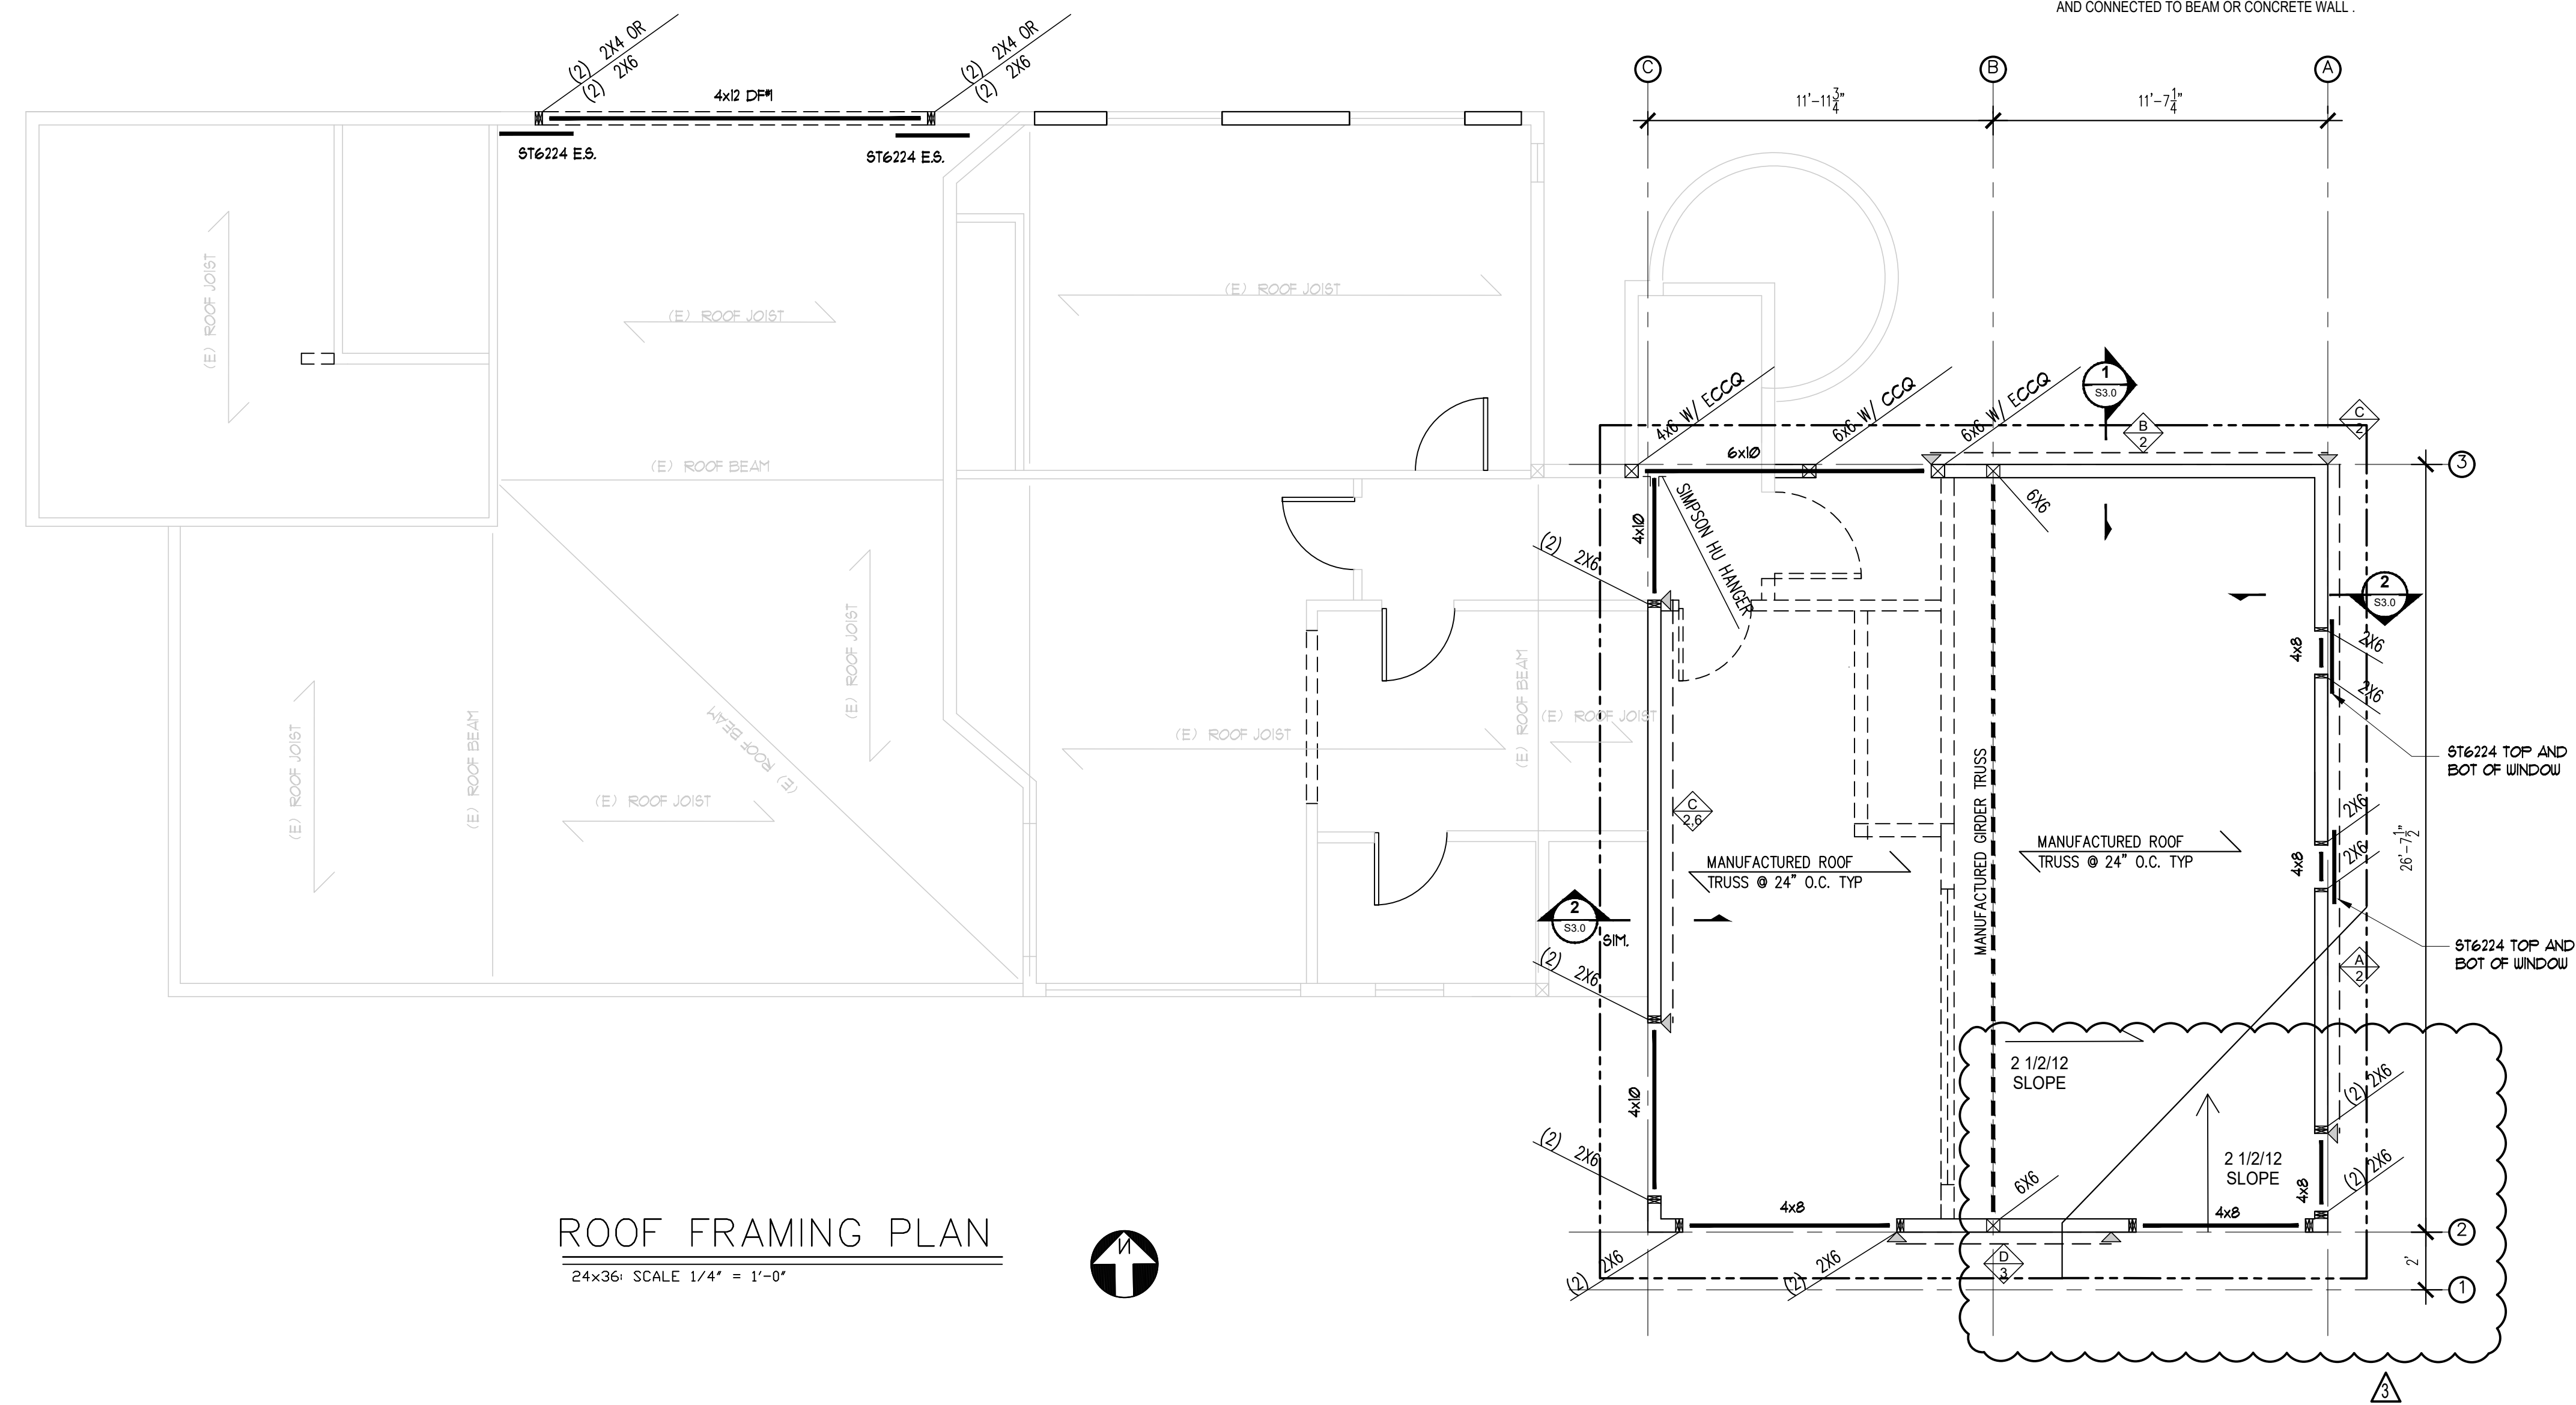 AND CONNECTED TO BEAM OR CONCRETE WALL .
C
B
A
11'-11 3/4"
11'-7 1/4"
(2) 2X4 OR
(2) 2X6
(2) 2X4 OR
(2) 2X6
4x12 DF#1
ST6224 E.S.
ST6224 E.S.
(E) ROOF JOIST
(E) ROOF JOIST
(E) ROOF JOIST
(E) ROOF BEAM
(E) ROOF JOIST
(E) ROOF BEAM
(E) ROOF BEAM
(E) ROOF JOIST
(E) ROOF JOIST
(E) ROOF JOIST
(E) ROOF BEAM
(E) ROOF JOIST
4x6 W/ ECCQ
6x6 W/ CCQ
6x6 W/ ECCQ
1
S3.0
B
2
C
2
3
6x10
6X6
4x10
SIMPSON HU HANGER
(2) 2X6
2
S3.0
4x8
2X6
2X6
ST6224 TOP AND
BOT OF WINDOW
MANUFACTURED GIRDER TRUSS
C
2,6
MANUFACTURED ROOF
TRUSS @ 24" O.C. TYP
MANUFACTURED ROOF
TRUSS @ 24" O.C. TYP
2X6
4x8
2X6
26'-7 1/2"
2
S3.0
SIM.
ST6224 TOP AND
BOT OF WINDOW
A
2
(2) 2X6
2 1/2/12
SLOPE
4x10
(2) 2X6
(2) 2X6
2 1/2/12
SLOPE
6X6
(2) 2X6
4x8
4x8
4x8
2
D
3
(2) 2X6
(2) 2X6
2'
1
3
ROOF FRAMING PLAN
24x36: SCALE 1/4" = 1'-0"
N